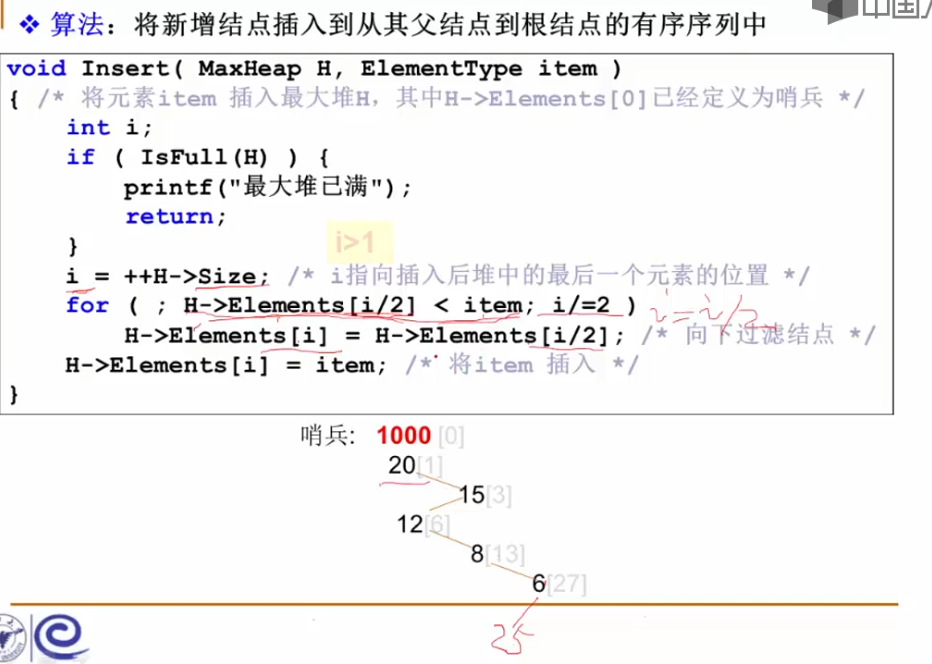 中国
❖ 算法：将新增结点插入到从其父结点到根结点的有序序列中
void Insert( MaxHeap H, ElementType item )
{ /* 将元素item 插入最大堆H，其中H->Elements[0]已经定义为哨兵 */
int i;
if ( IsFull(H) ) {
printf("最大堆已满");
return;
}
i>1
i = ++H->Size; /* i指向插入后堆中的最后一个元素的位置 */
for ( ; H->Elements[i/2] < item; i/=2 ) i=i/2
H->Elements[i] = H->Elements[i/2]; /* 向下过滤结点 */
H->Elements[i] = item; /* 将item 插入 */
}
哨兵: 1000 [0]
20[1]
15[3]
12[6]
8[13]
6[27]
25